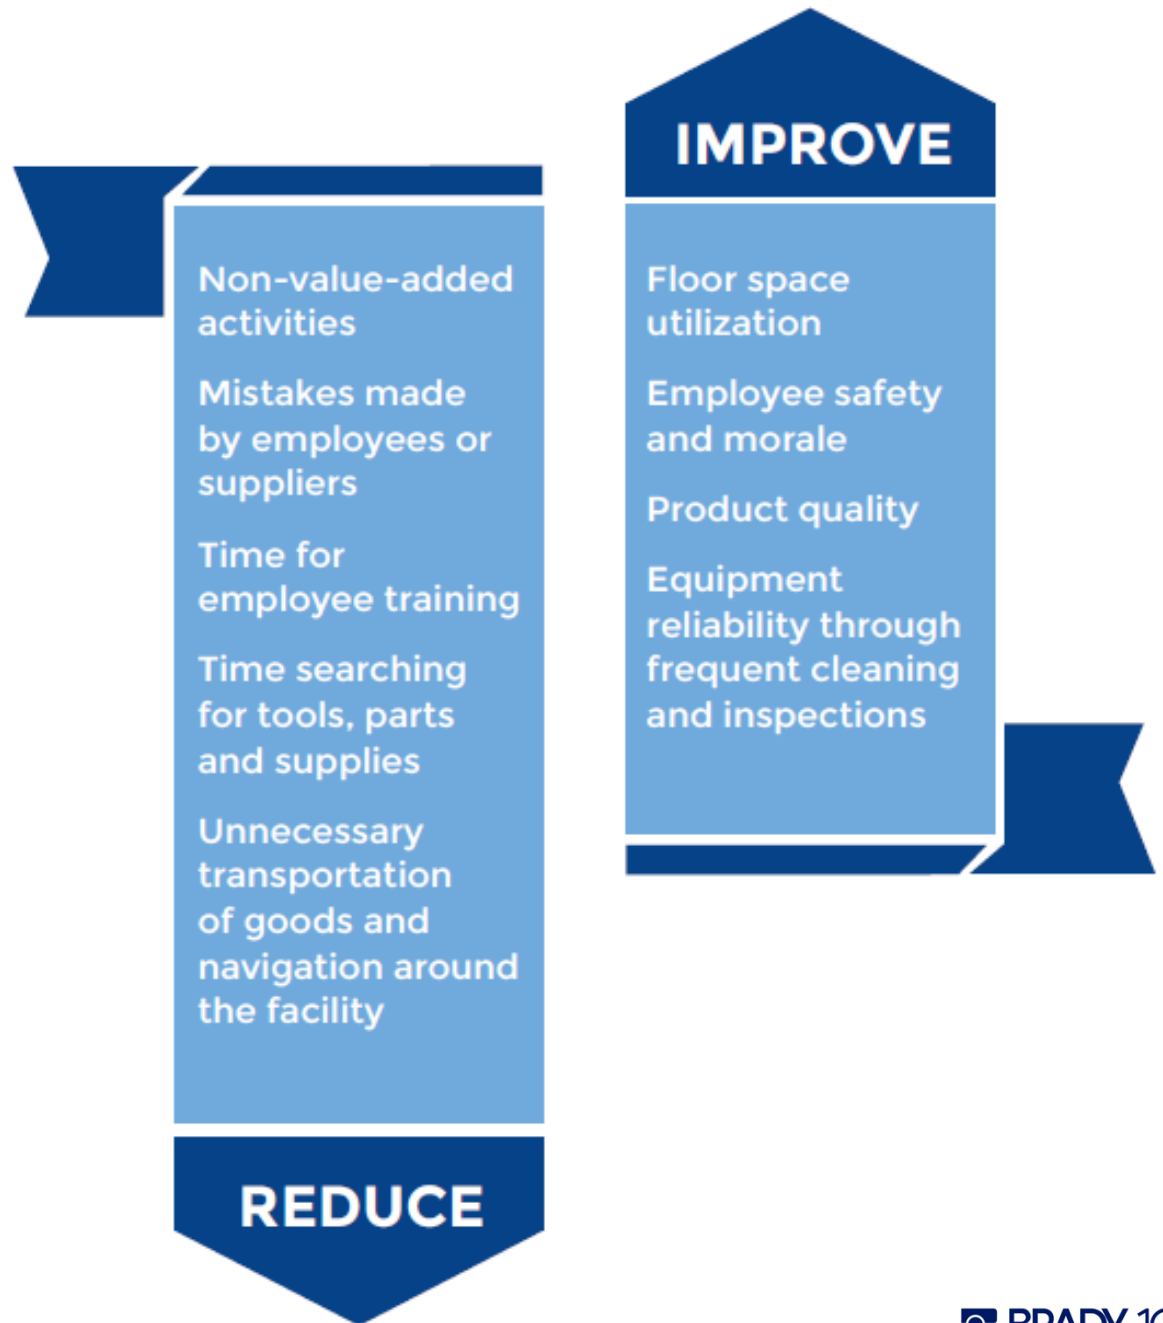 Non-value-added
activities
Mistakes made
by employees or
suppliers
Time for
employee training
Time searching
for tools, parts
and supplies
Unnecessary
transportation
of goods and
navigation around
the facility
REDUCE
IMPROVE
Floor space
utilization
Employee safety
and morale
Product quality
Equipment
reliability through
frequent cleaning
and inspections
BRADY